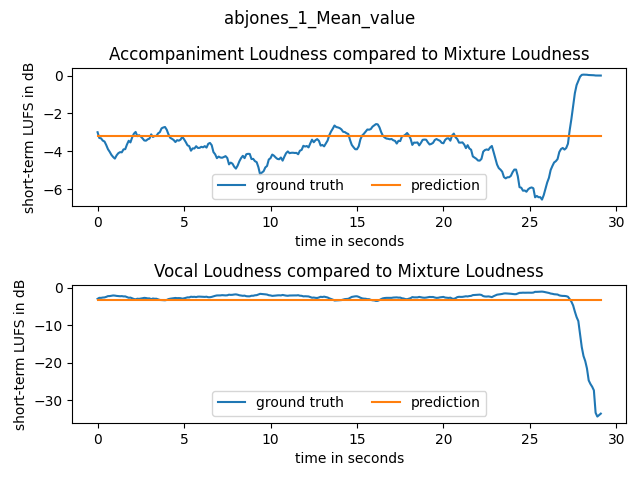 abjones_1_Mean_value
Accompaniment Loudness compared to Mixture Loudness
short-term LUFS in dB
0
−2
−4
−6
ground truth prediction
0 5 10 15 20 25 30
time in seconds
Vocal Loudness compared to Mixture Loudness
short-term LUFS in dB
0
−10
−20
−30
ground truth prediction
0 5 10 15 20 25 30
time in seconds